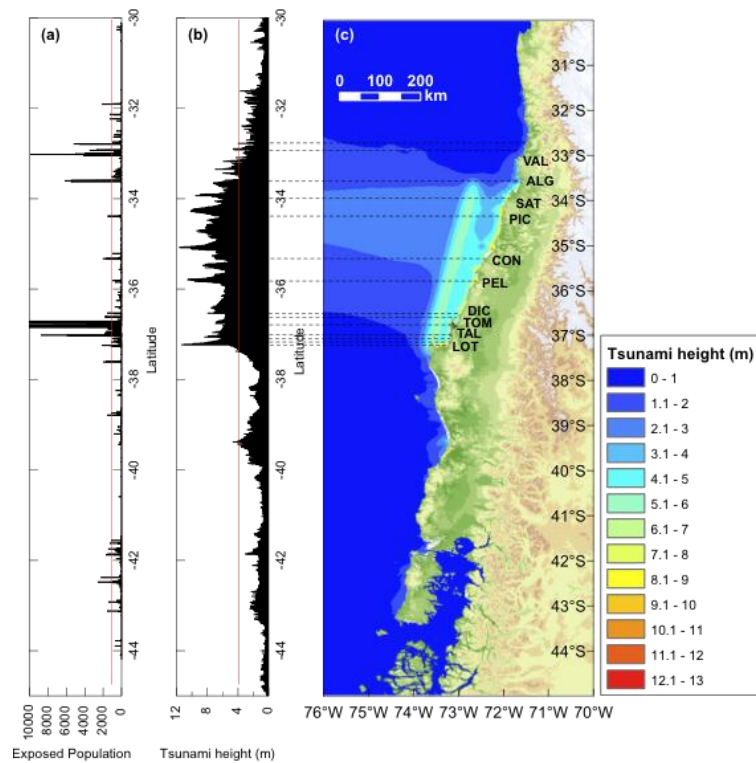 (a)
(b)
(c)
-30
-32
-34
-36
-38
-40
-42
-44
Latitude
10000
8000
6000
4000
2000
0
Exposed Population
-30
-32
-34
-36
-38
-40
-42
-44
Latitude
12
8
4
0
Tsunami height (m)
0 100 200
km
31°S
32°S
33°S
34°S
35°S
36°S
37°S
38°S
39°S
40°S
41°S
42°S
43°S
44°S
VAL
ALG
SAT
PIC
CON
PEL
DIC
TOM
TAL
LOT
76°W 74°W 73°W 72°W 71°W 70°W
Tsunami height (m)
0 - 1
1.1 - 2
2.1 - 3
3.1 - 4
4.1 - 5
5.1 - 6
6.1 - 7
7.1 - 8
8.1 - 9
9.1 - 10
10.1 - 11
11.1 - 12
12.1 - 13